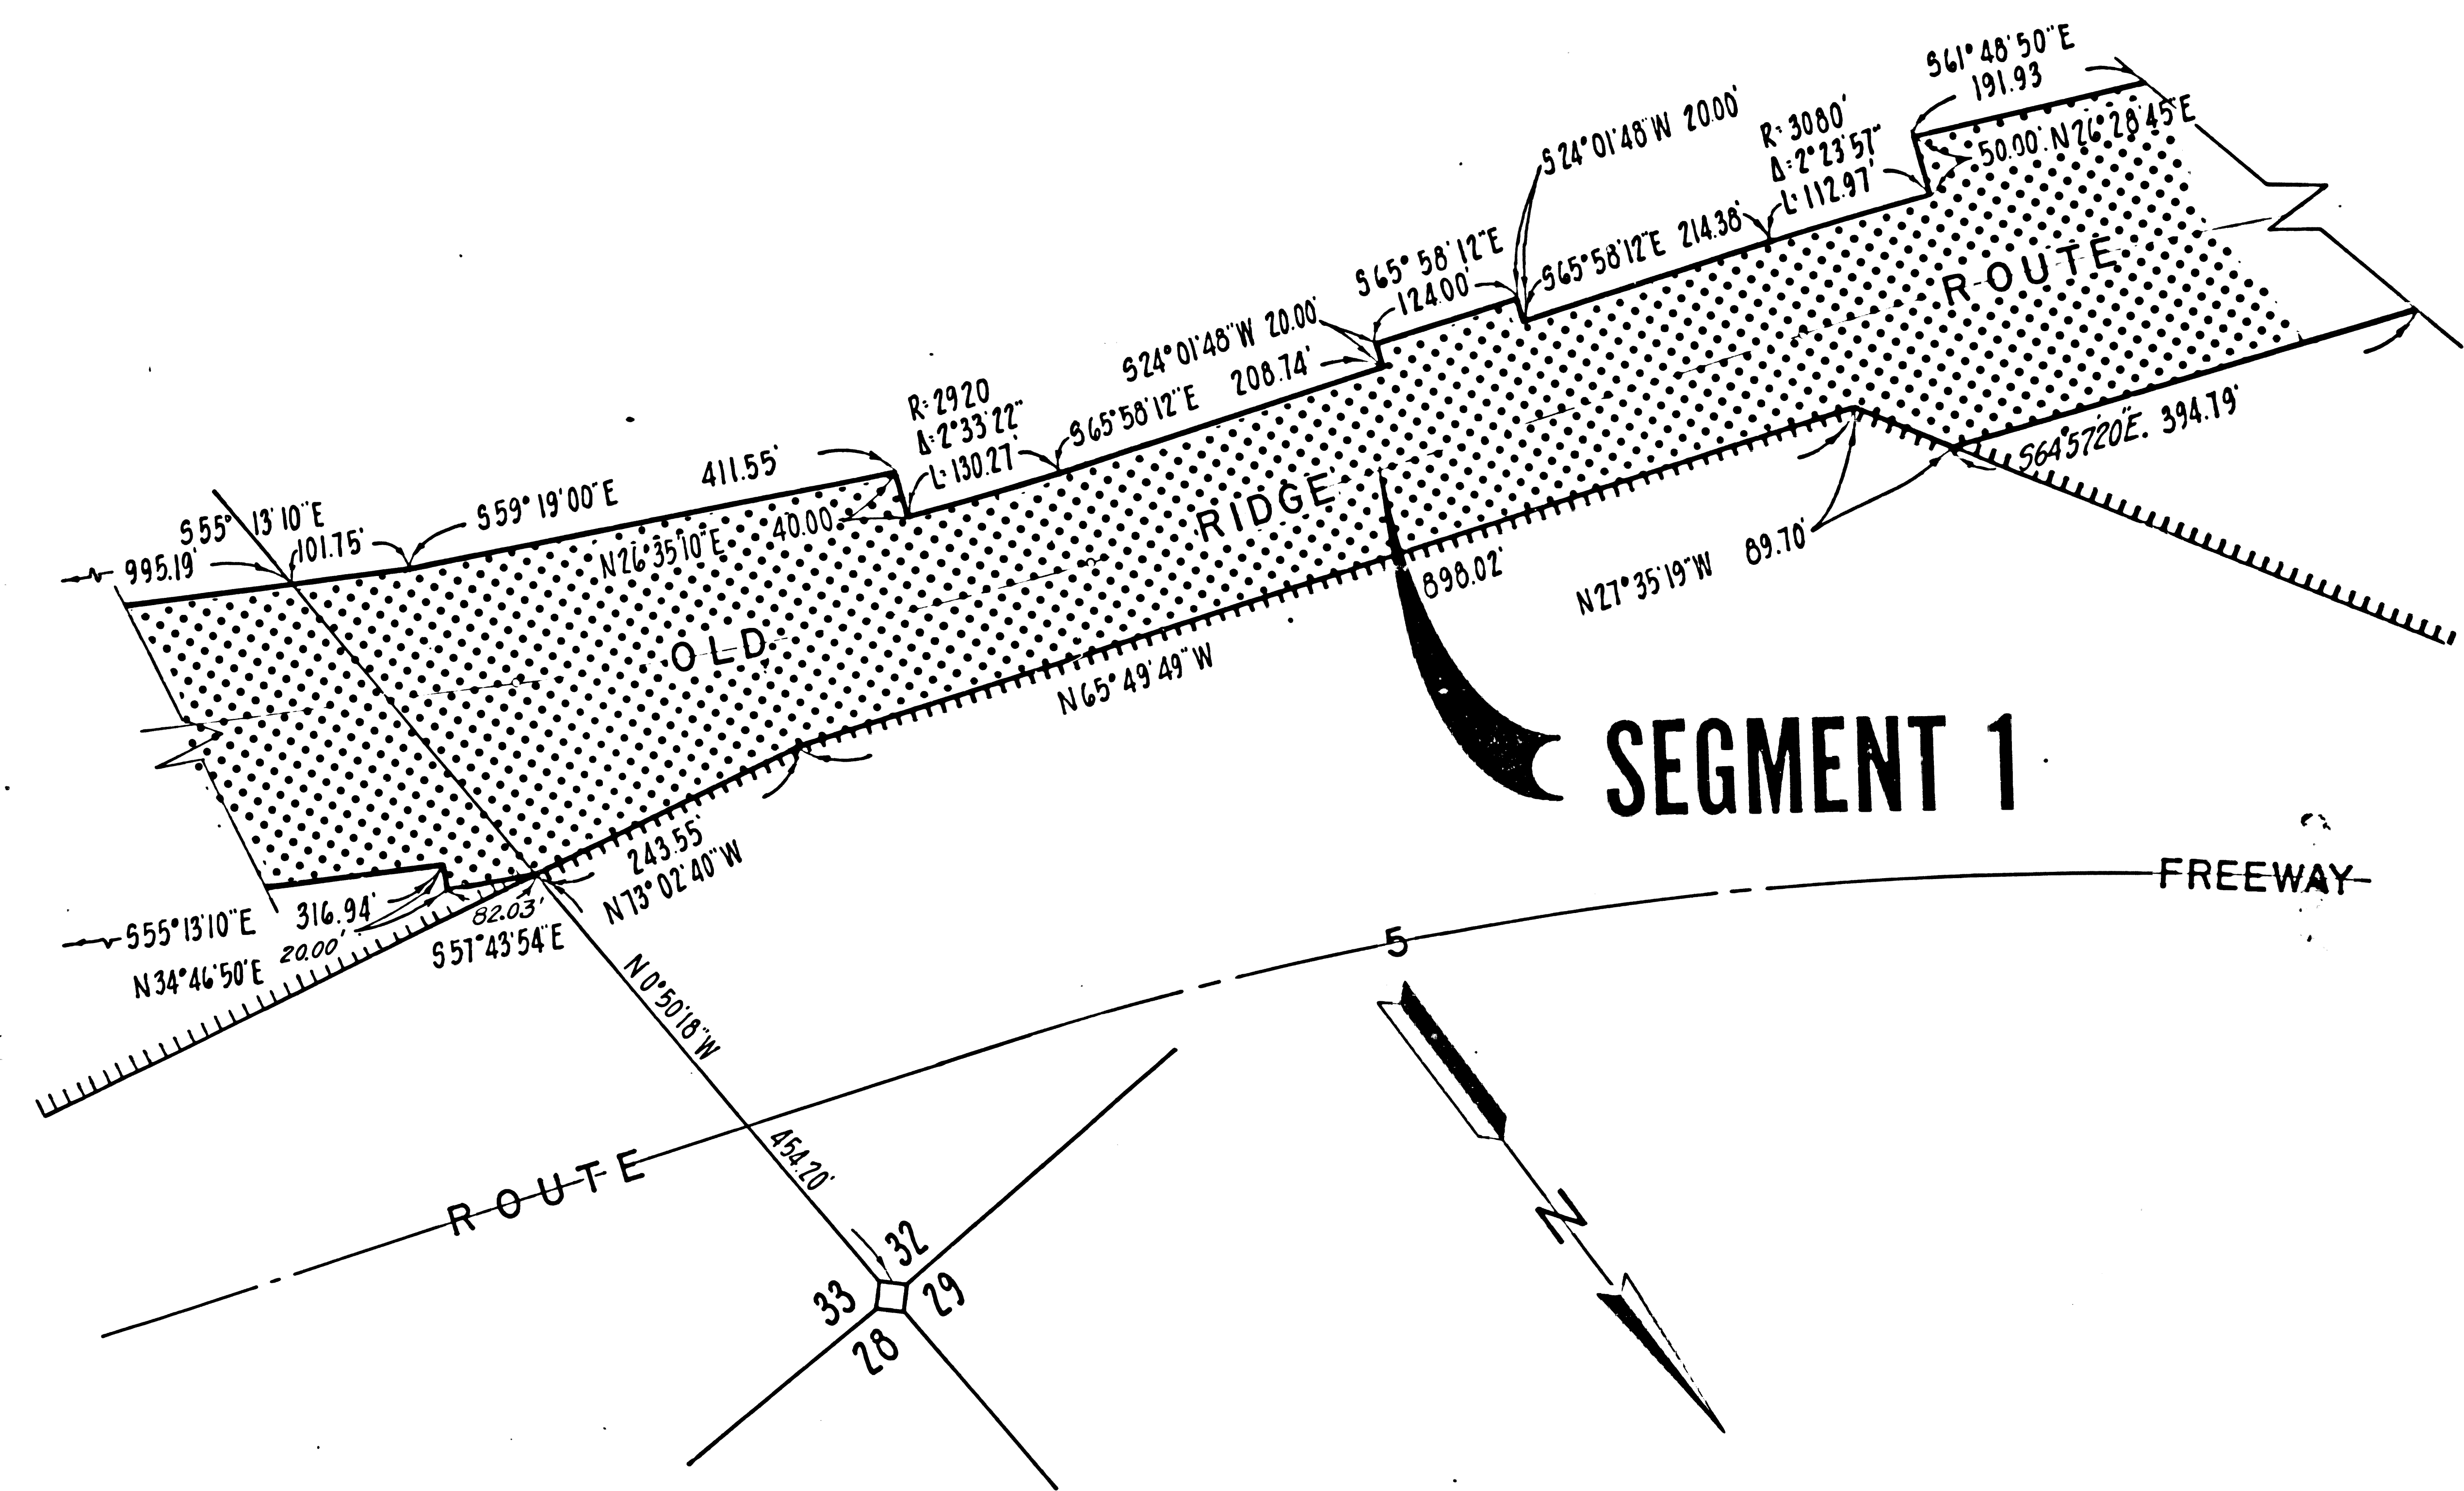 S61°48'50"E
191.93
50.00' N26°28'45"E
S24°01'48"W 20.00'
R=3080'
Δ=2°23'57"
L=112.97'
S65°58'12"E 214.38'
S65°58'12"E
124.00'
S24°01'48"W 20.00'
S65°58'12"E 208.74'
R=2920
Δ=2°33'22"
L=130.27'
411.55'
S59°19'00"E
N26°35'10"E 40.00
S55°13'10"E
101.75'
995.19'
OLD RIDGE ROUTE
S64°57'20"E. 394.79'
N27°35'19"W 89.70'
898.02'
N65°49'49"W
SEGMENT 1
243.55'
N73°02'40"W
82.03'
S57°43'54"E
S55°13'10"E 316.94'
20.00'
N34°46'50"E
N0°50'18"W
454.20'
ROUTE 5 FREEWAY
N
32
33
29
28